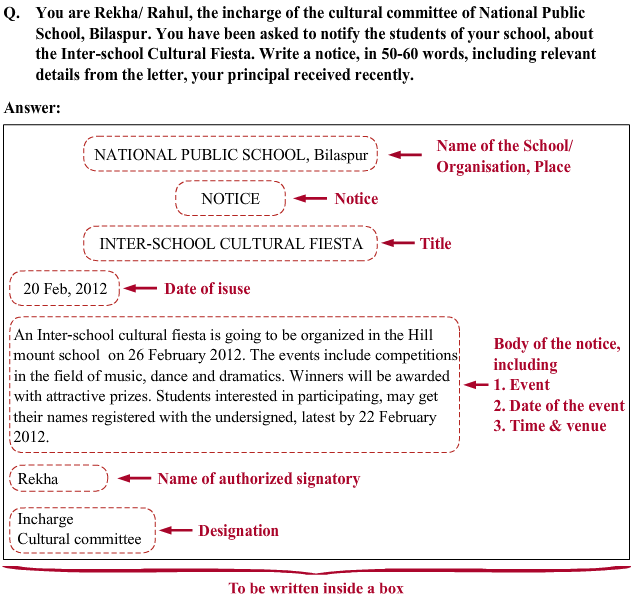 Q. You are Rekha/ Rahul, the incharge of the cultural committee of National Public
School, Bilaspur. You have been asked to notify the students of your school, about
the Inter-school Cultural Fiesta. Write a notice, in 50-60 words, including relevant
details from the letter, your principal received recently.
Answer:
NATIONAL PUBLIC SCHOOL, Bilaspur
Name of the School/
Organisation, Place
NOTICE
Notice
INTER-SCHOOL CULTURAL FIESTA
Title
20 Feb, 2012
Date of isuse
An Inter-school cultural fiesta is going to be organized in the Hill
mount school on 26 February 2012. The events include competitions
in the field of music, dance and dramatics. Winners will be awarded
with attractive prizes. Students interested in participating, may get
their names registered with the undersigned, latest by 22 February
2012.
Body of the notice,
including
1. Event
2. Date of the event
3. Time & venue
Rekha
Name of authorized signatory
Incharge
Cultural committee
Designation
To be written inside a box